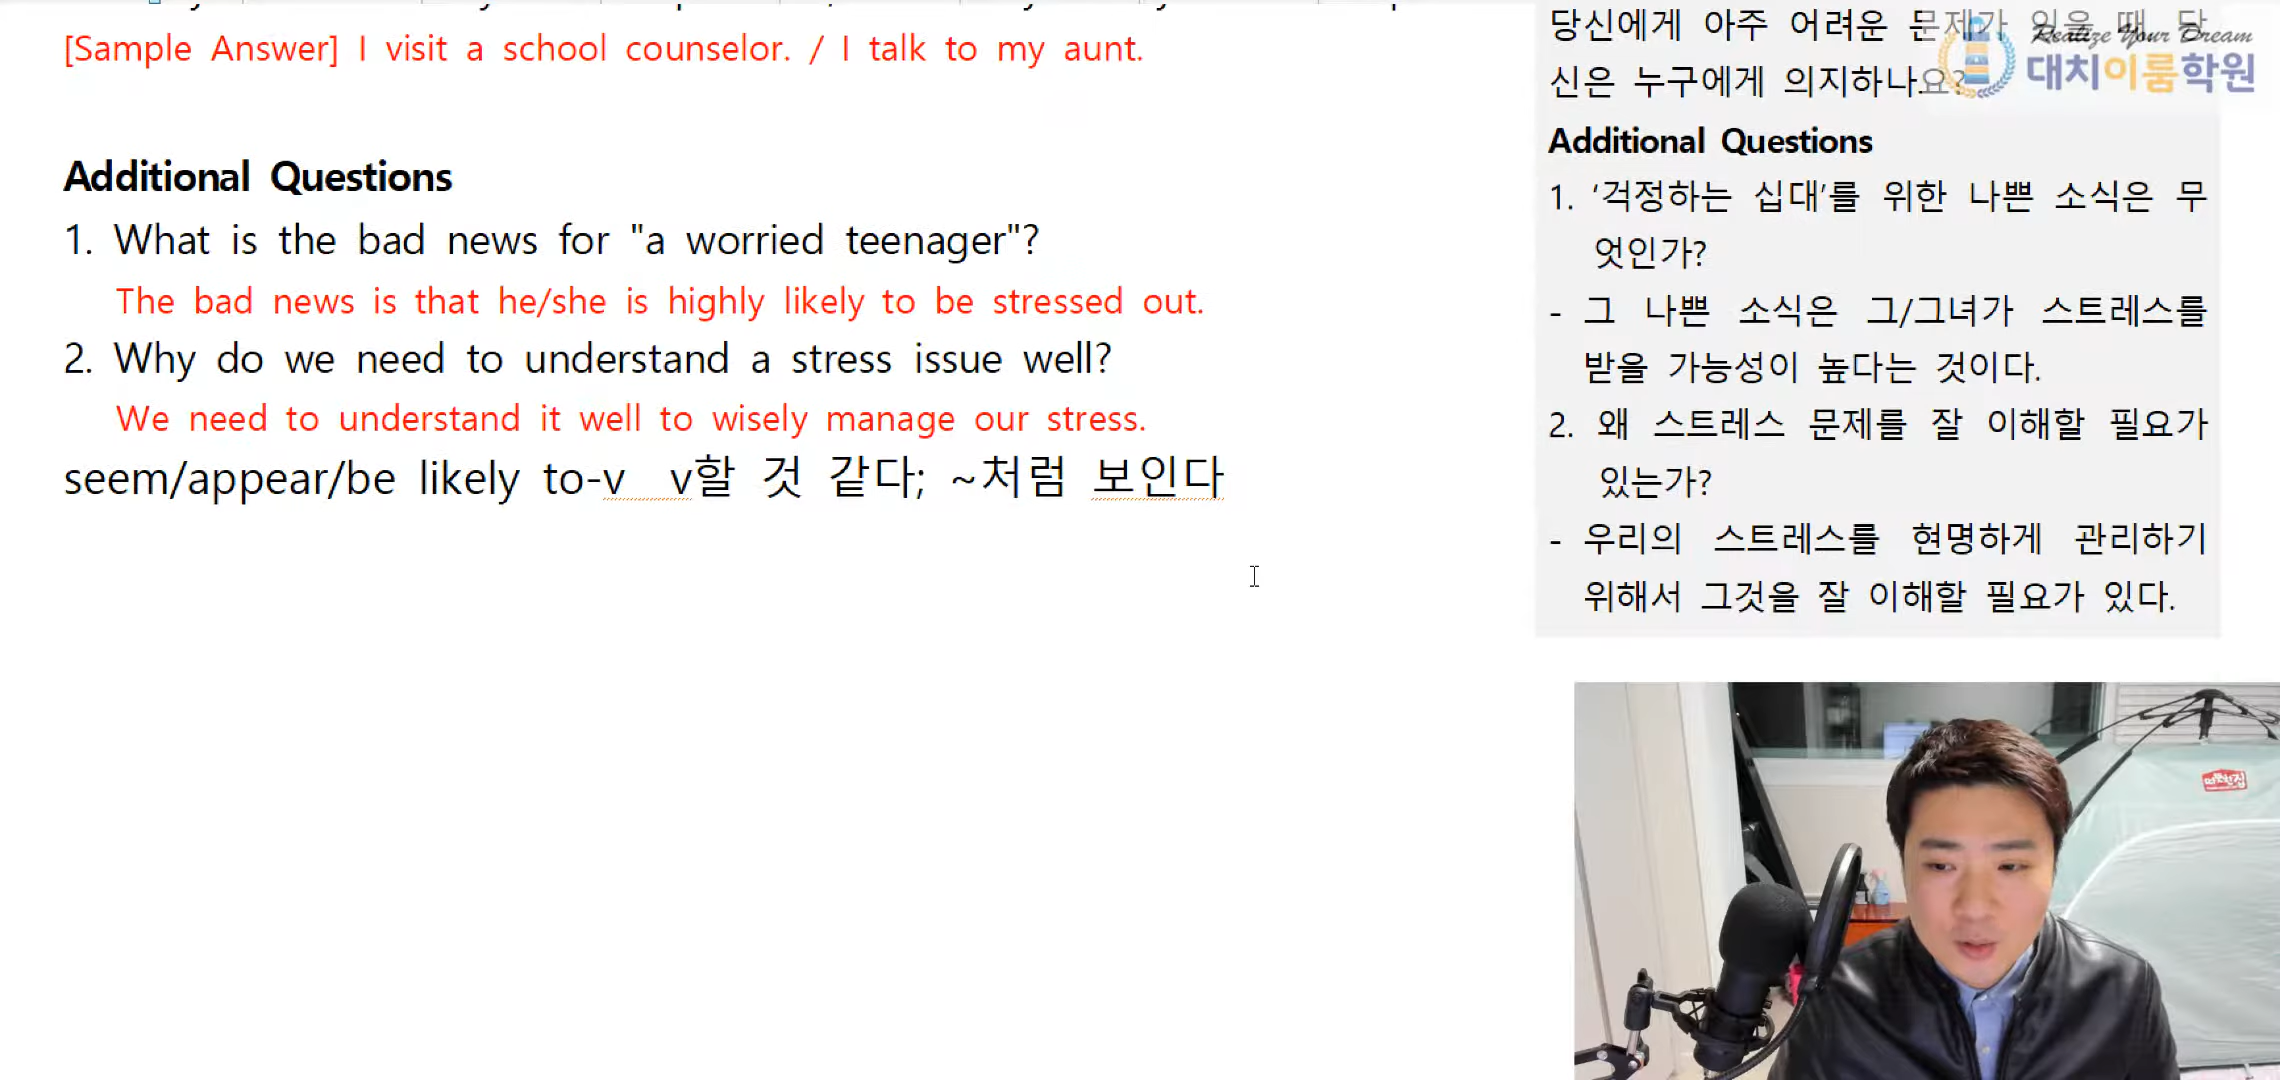 [Sample Answer] I visit a school counselor. / I talk to my aunt.
Additional Questions
1. What is the bad news for "a worried teenager"?
The bad news is that he/she is highly likely to be stressed out.
2. Why do we need to understand a stress issue well?
We need to understand it well to wisely manage our stress.
seem/appear/be likely to-v v할 것 같다; ~처럼 보인다
당신에게 아주 어려운 문제가 있을 때, 당
신은 누구에게 의지하나요?
Additional Questions
1. ‘걱정하는 십대’를 위한 나쁜 소식은 무
엇인가?
- 그 나쁜 소식은 그/그녀가 스트레스를
받을 가능성이 높다는 것이다.
2. 왜 스트레스 문제를 잘 이해할 필요가
있는가?
- 우리의 스트레스를 현명하게 관리하기
위해서 그것을 잘 이해할 필요가 있다.
Realize Your Dream
대치이룸학원